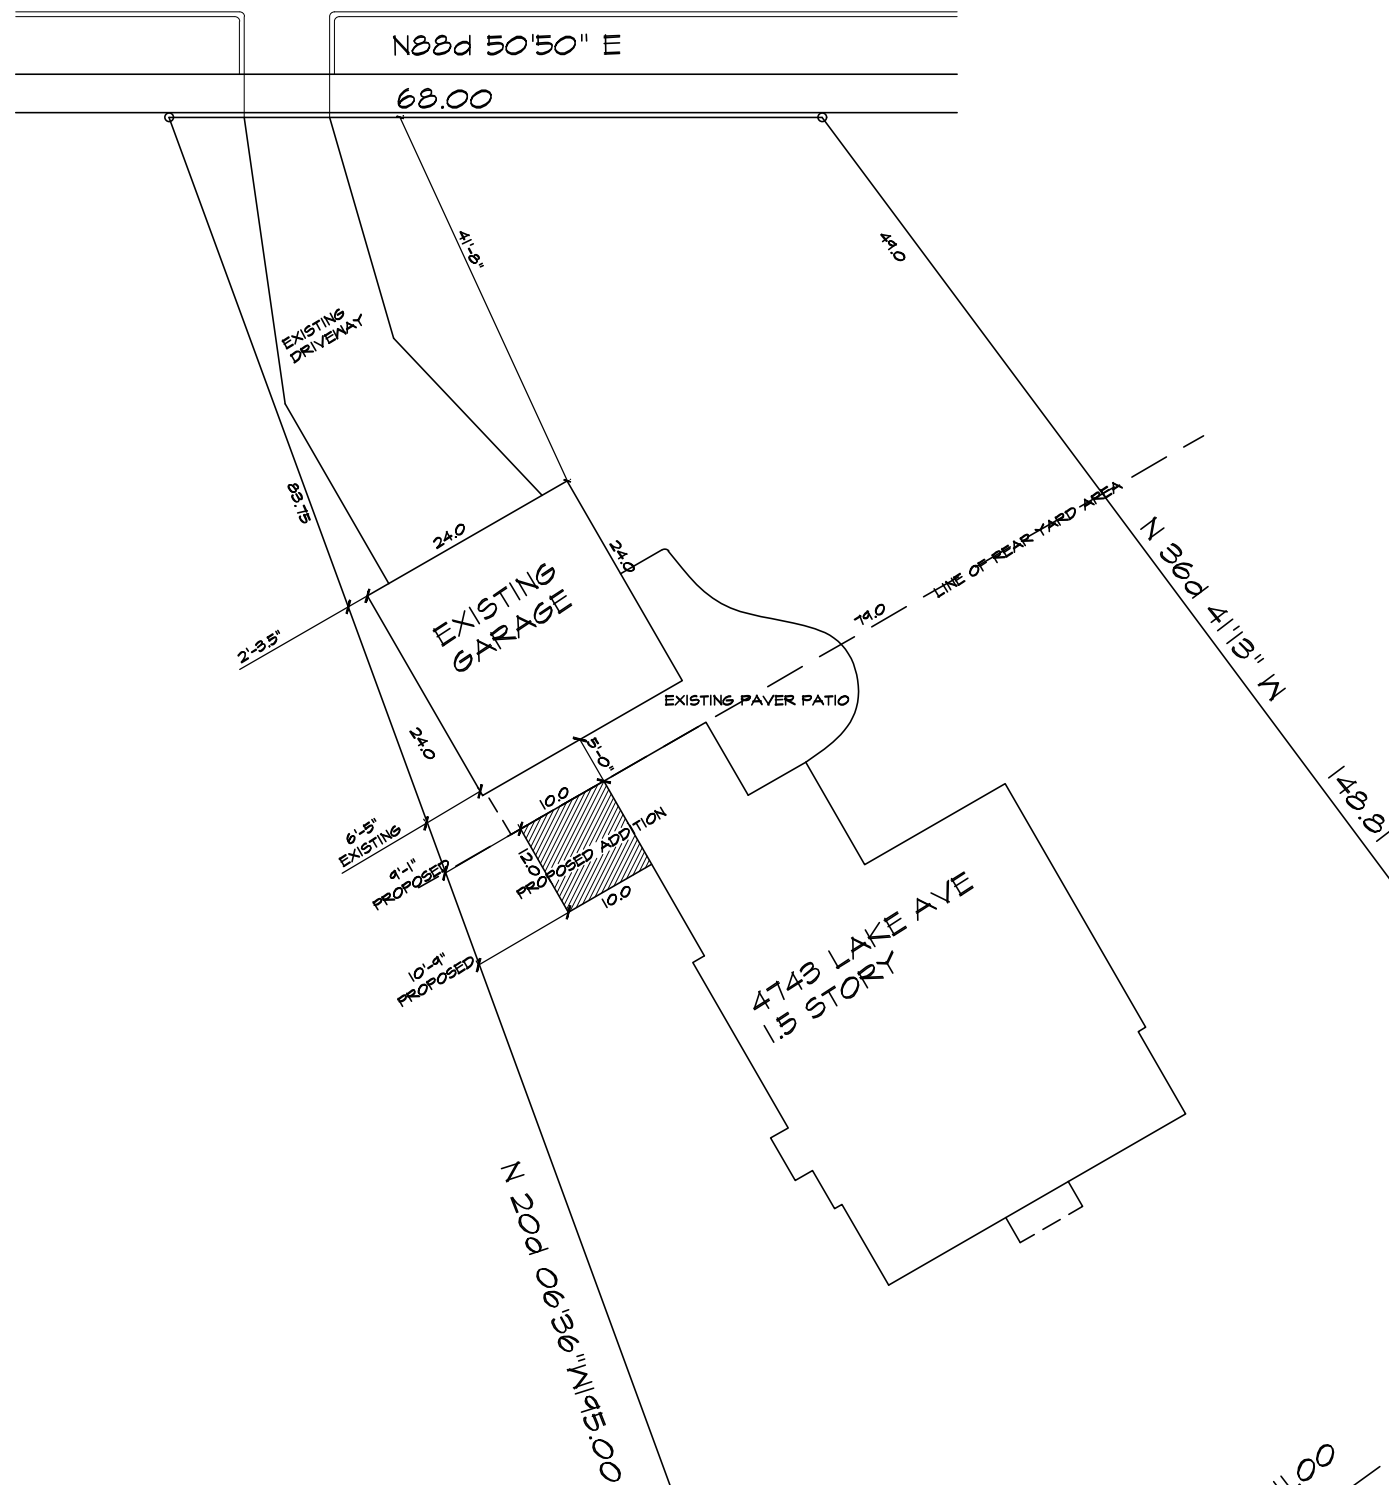 N88d 50'50" E
68.00
41'-8"
49.0
EXISTING
DRIVEWAY
83.75
24.0
24.0
LINE OF REAR YARD AREA
N 36d 41'13" W
EXISTING
GARAGE
79.0
2'-3.5"
EXISTING PAVER PATIO
24.0
5'-0"
148.81
10.0
6'-5"
EXISTING
12.0
PROPOSED ADDITION
9'-1"
PROPOSED
10.0
4743 LAKE AVE
1.5 STORY
10'-9"
PROPOSED
N 20d 06'36"W195.00